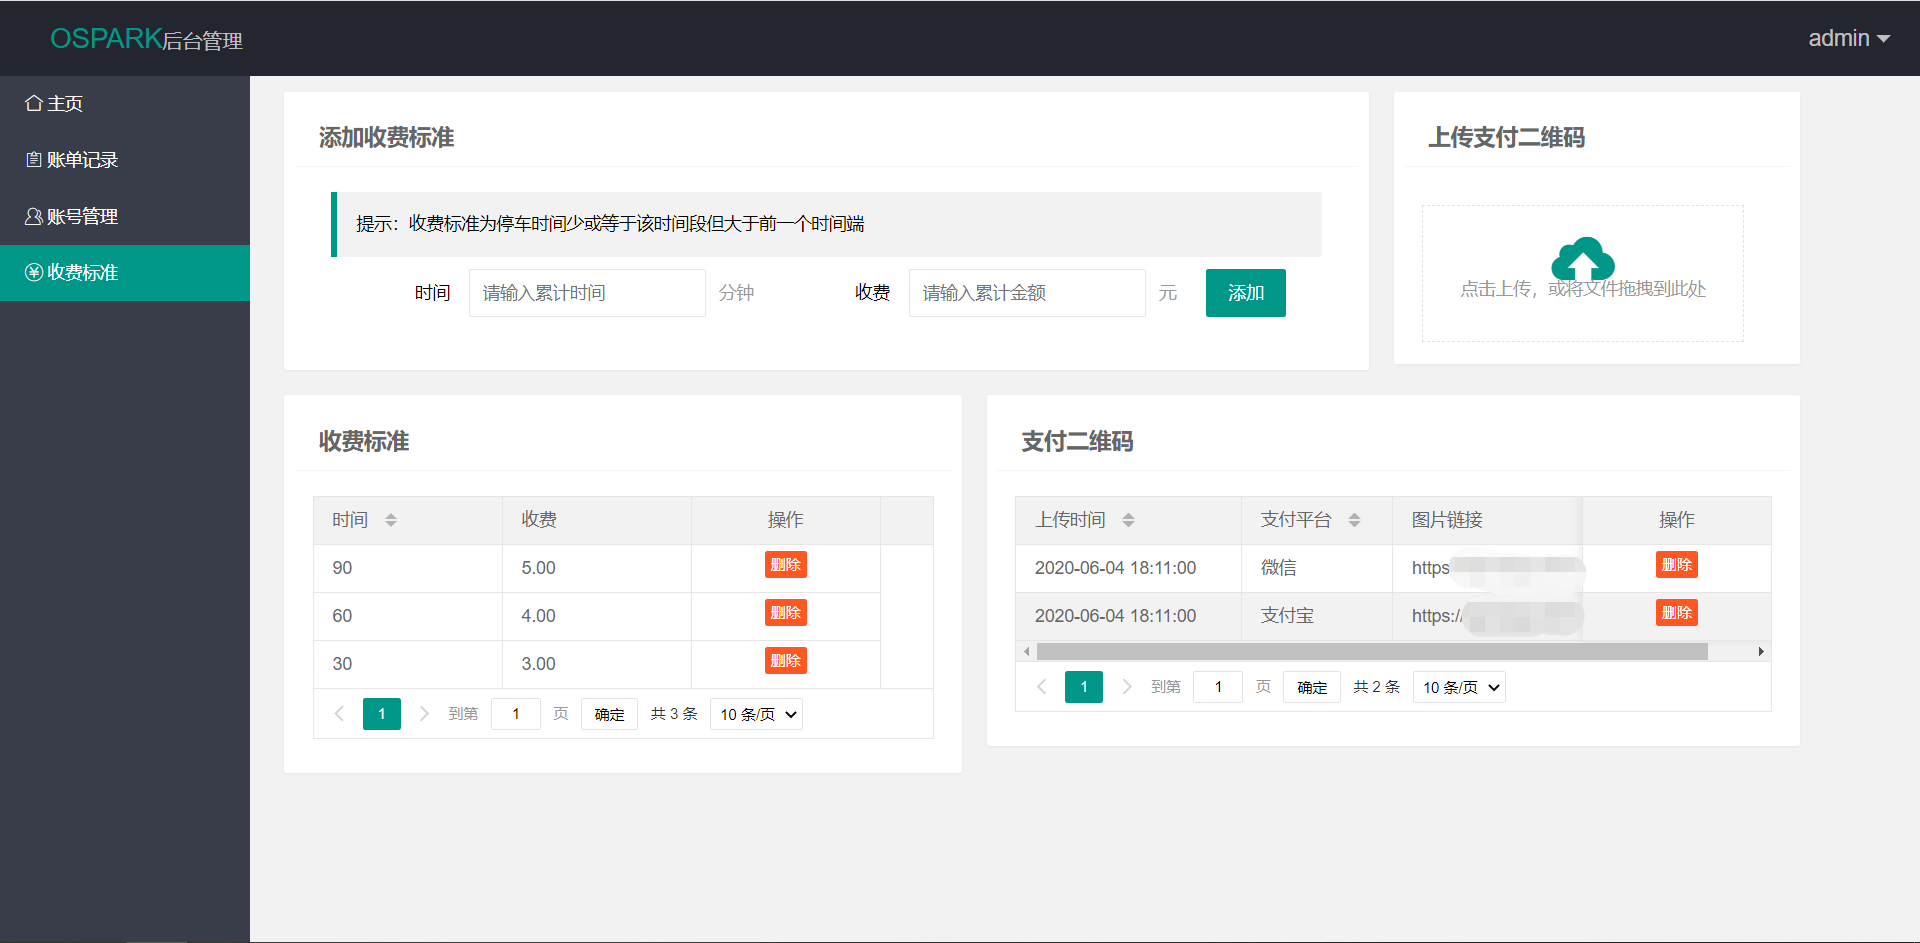 OSPARK后台管理
admin
主页
账单记录
账号管理
收费标准
添加收费标准
提示：收费标准为停车时间少或等于该时间段但大于前一个时间端
时间 请输入累计时间 分钟 收费 请输入累计金额 元 添加
上传支付二维码
点击上传，或将文件拖拽到此处
收费标准
时间 收费 操作
90 5.00 删除
60 4.00 删除
30 3.00 删除
1 到第 1 页 确定 共 3 条 10 条/页
支付二维码
上传时间 支付平台 图片链接 操作
2020-06-04 18:11:00 微信 https 删除
2020-06-04 18:11:00 支付宝 https:/ 删除
1 到第 1 页 确定 共 2 条 10 条/页